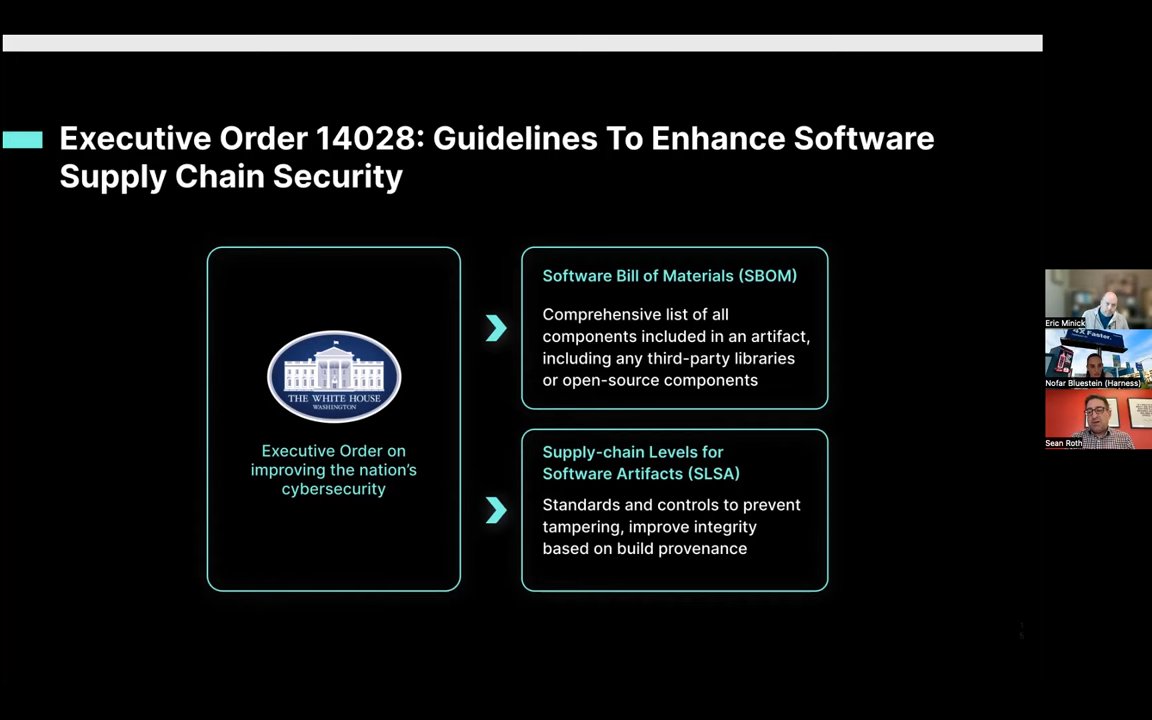 Executive Order 14028: Guidelines To Enhance Software
Supply Chain Security
THE WHITE HOUSE
WASHINGTON
Executive Order on
improving the nation's
cybersecurity
Software Bill of Materials (SBOM)
Comprehensive list of all
components included in an artifact,
including any third-party libraries
or open-source components
Supply-chain Levels for
Software Artifacts (SLSA)
Standards and controls to prevent
tampering, improve integrity
based on build provenance
Eric Minick
Faster.
Nofar Bluestein (Harness)
Sean Roth